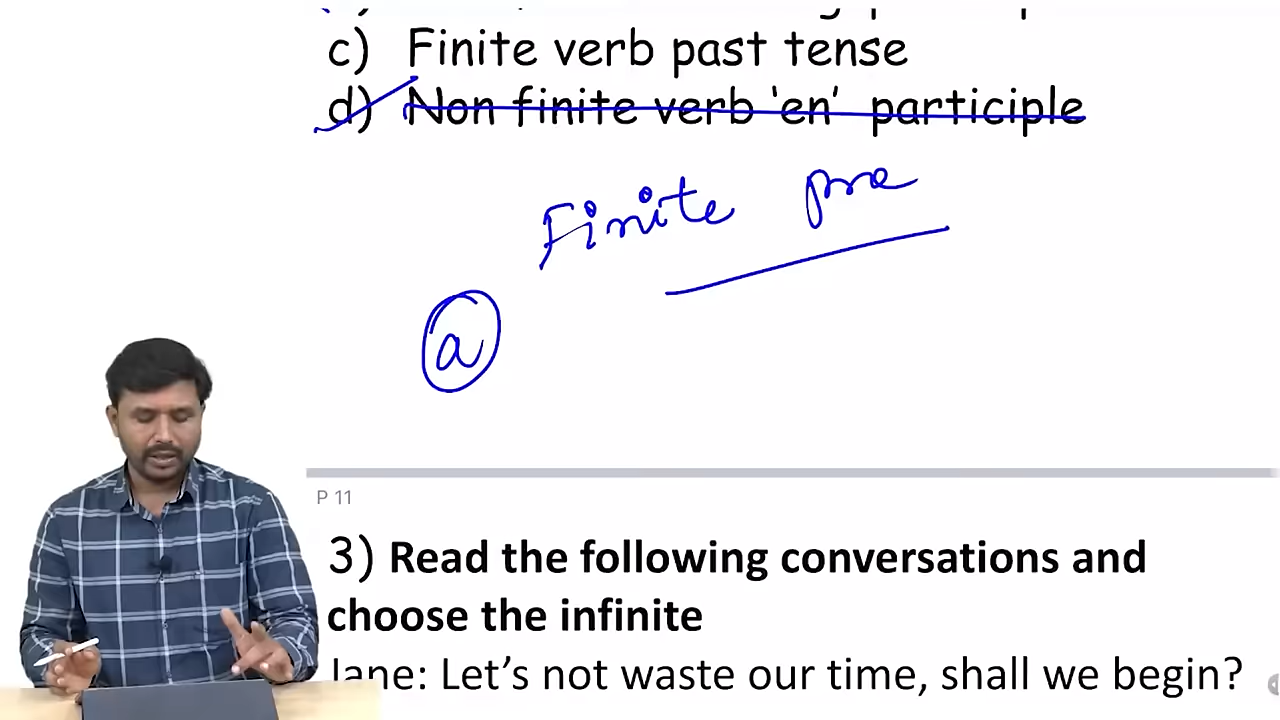 c) Finite verb past tense
d) Non finite verb 'en' participle
Finite pre
a
P 11
3) Read the following conversations and
choose the infinite
Jane: Let's not waste our time, shall we begin?